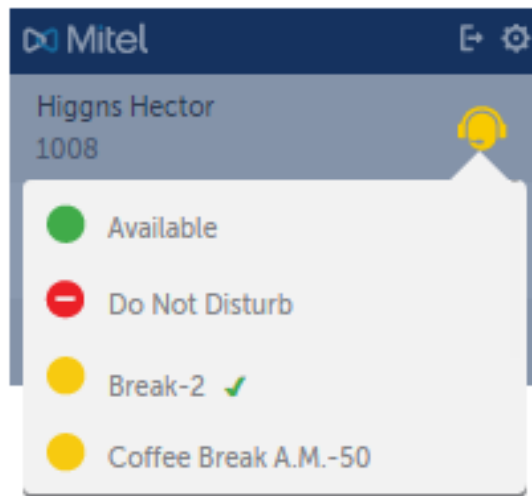 Mitel
Higgns Hector
1008
Available
Do Not Disturb
Break-2
Coffee Break A.M.-50